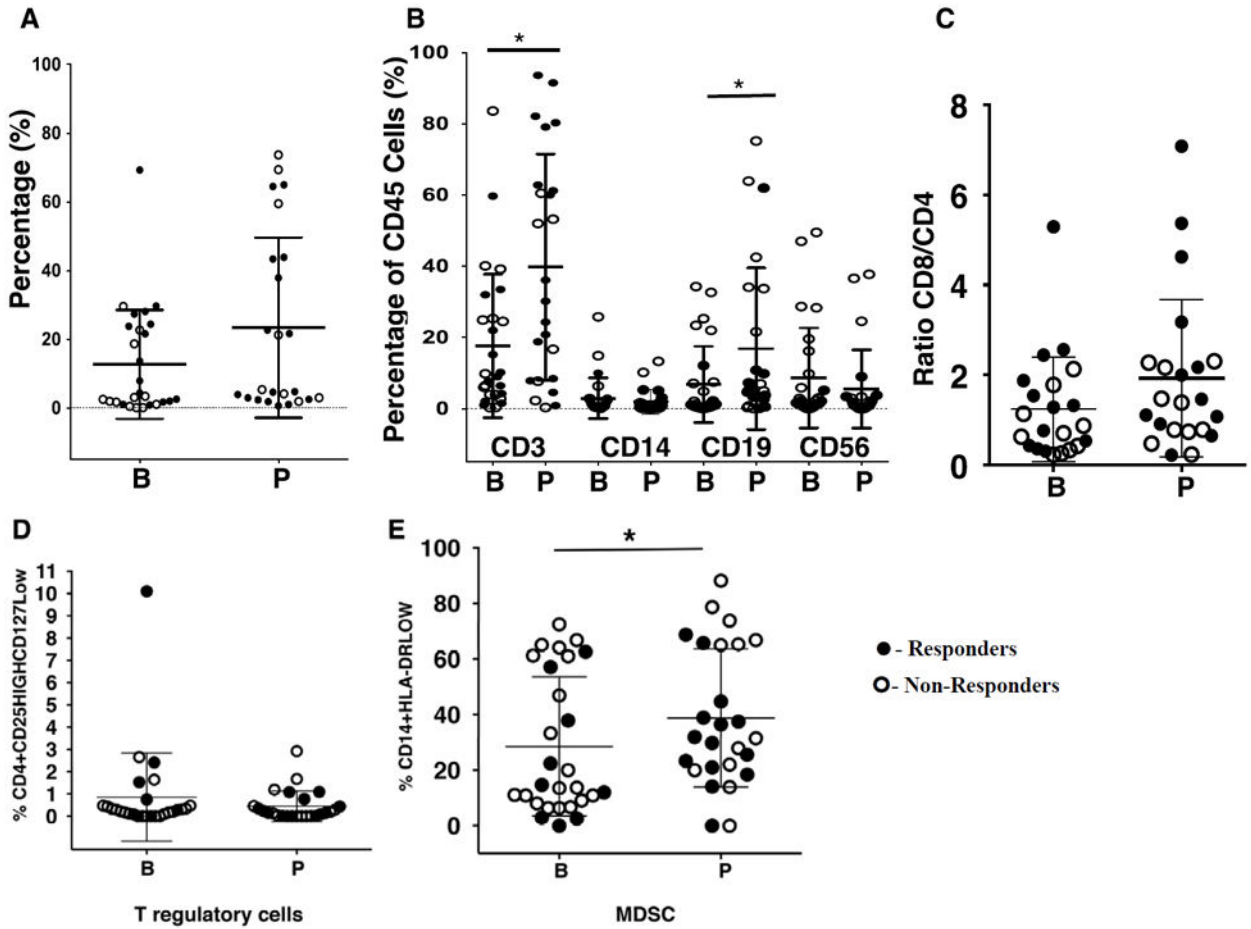 A
Percentage (%)
100
80
60
40
20
0
B P
B
Percentage of CD45 Cells (%)
100
80
60
40
20
0
*
*
CD3 CD14 CD19 CD56
B P B P B P B P
C
Ratio CD8/CD4
8
6
4
2
0
B P
D
% CD4+CD25HIGHCD127Low
11
10
9
8
7
6
5
4
3
2
1
0
B P
T regulatory cells
E
% CD14+HLA-DRLOW
100
80
60
40
20
0
*
B P
MDSC
- Responders
- Non-Responders